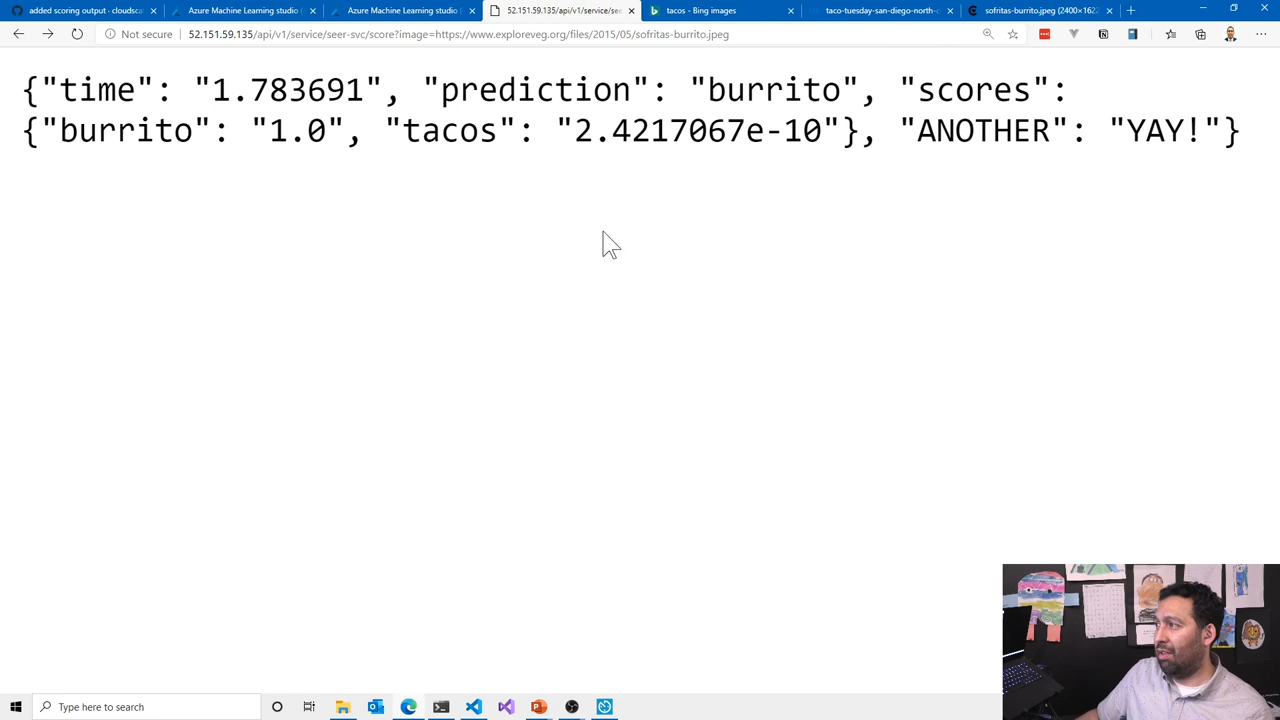 added scoring output · cloudsca
Azure Machine Learning studio (
Azure Machine Learning studio (
52.151.59.135/api/v1/service/see
tacos - Bing images
taco-tuesday-san-diego-north-c
sofritas-burrito.jpeg (2400×162
Not secure
52.151.59.135/api/v1/service/seer-svc/score?image=https://www.exploreveg.org/files/2015/05/sofritas-burrito.jpeg
{"time": "1.783691", "prediction": "burrito", "scores":
{"burrito": "1.0", "tacos": "2.4217067e-10"}, "ANOTHER": "YAY!"}
Type here to search